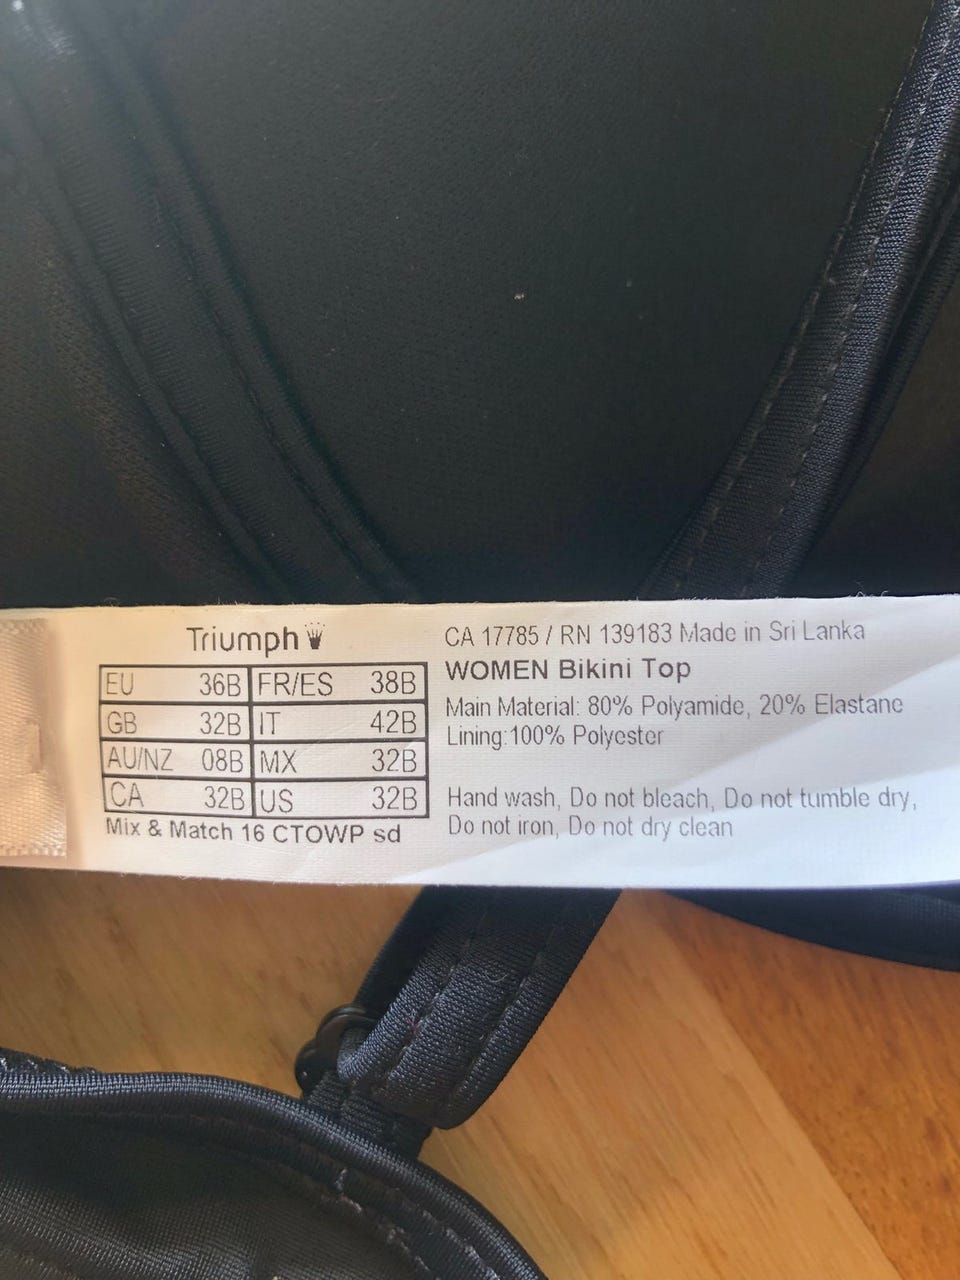 Triumph
EU 36B FR/ES 38B
GB 32B IT 42B
AU/NZ 08B MX 32B
CA 32B US 32B
Mix & Match 16 CTOWP sd
CA 17785 / RN 139183 Made in Sri Lanka
WOMEN Bikini Top
Main Material: 80% Polyamide, 20% Elastane
Lining:100% Polyester
Hand wash, Do not bleach, Do not tumble dry,
Do not iron, Do not dry clean